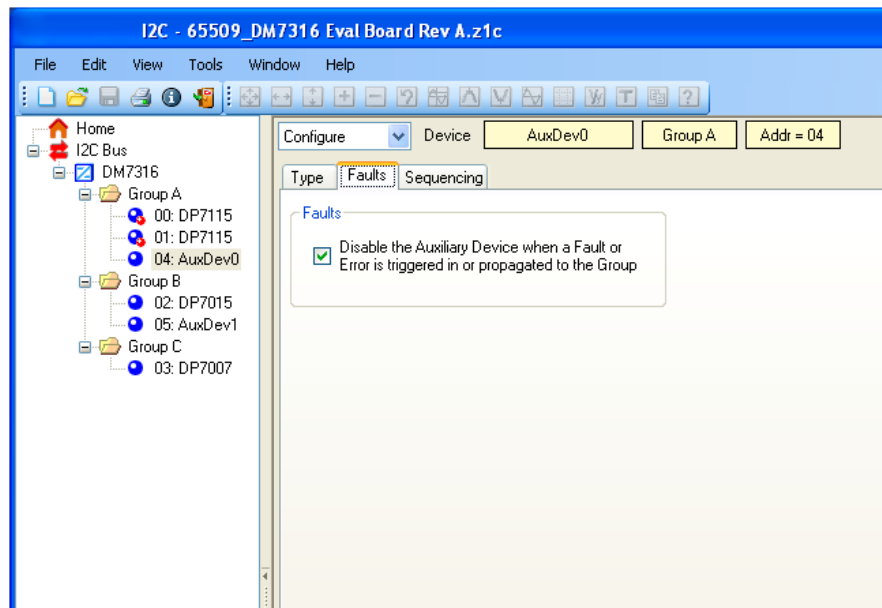 I2C - 65509_DM7316 Eval Board Rev A.z1c
File Edit View Tools Window Help
Home
I2C Bus
DM7316
Group A
00: DP7115
01: DP7115
04: AuxDev0
Group B
02: DP7015
05: AuxDev1
Group C
03: DP7007
Configure Device AuxDev0 Group A Addr = 04
Type Faults Sequencing
Faults
Disable the Auxiliary Device when a Fault or
Error is triggered in or propagated to the Group